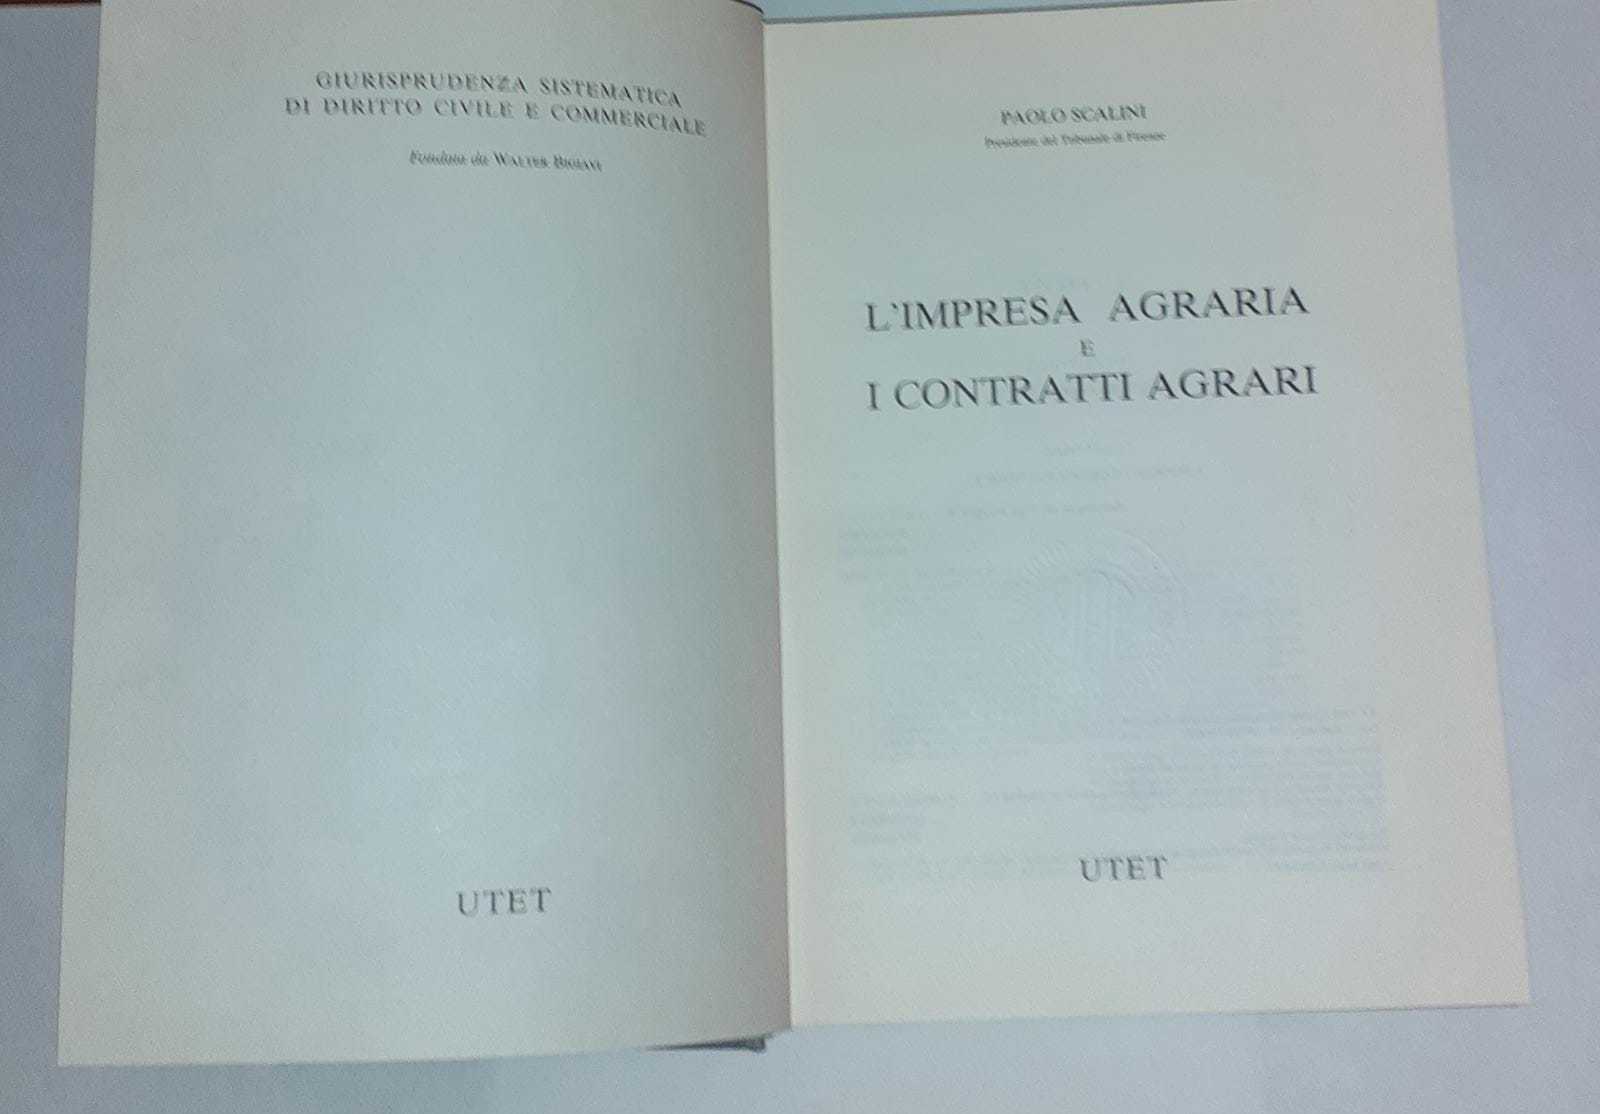 GIURISPRUDENZA SISTEMATICA
DI DIRITTO CIVILE E COMMERCIALE
Fondata da WALTER BIGIAVI
UTET
PAOLO SCALINI
Presidente del Tribunale di Firenze
L'IMPRESA AGRARIA
E
I CONTRATTI AGRARI
UTET